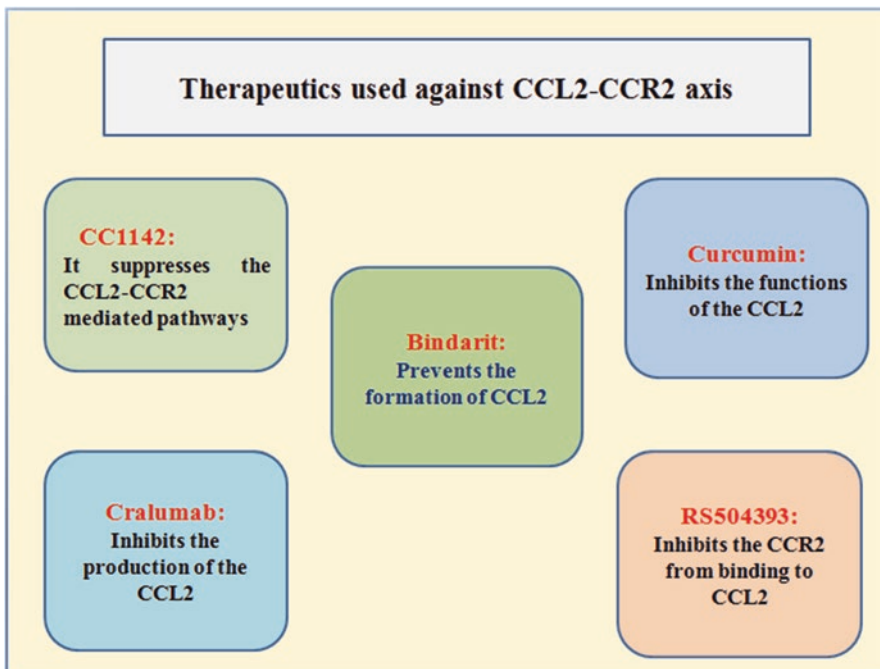 Therapeutics used against CCL2-CCR2 axis
CC1142:
It suppresses the
CCL2-CCR2
mediated pathways
Curcumin:
Inhibits the functions
of the CCL2
Bindarit:
Prevents the
formation of CCL2
Cralumab:
Inhibits the
production of the
CCL2
RS504393:
Inhibits the CCR2
from binding to
CCL2